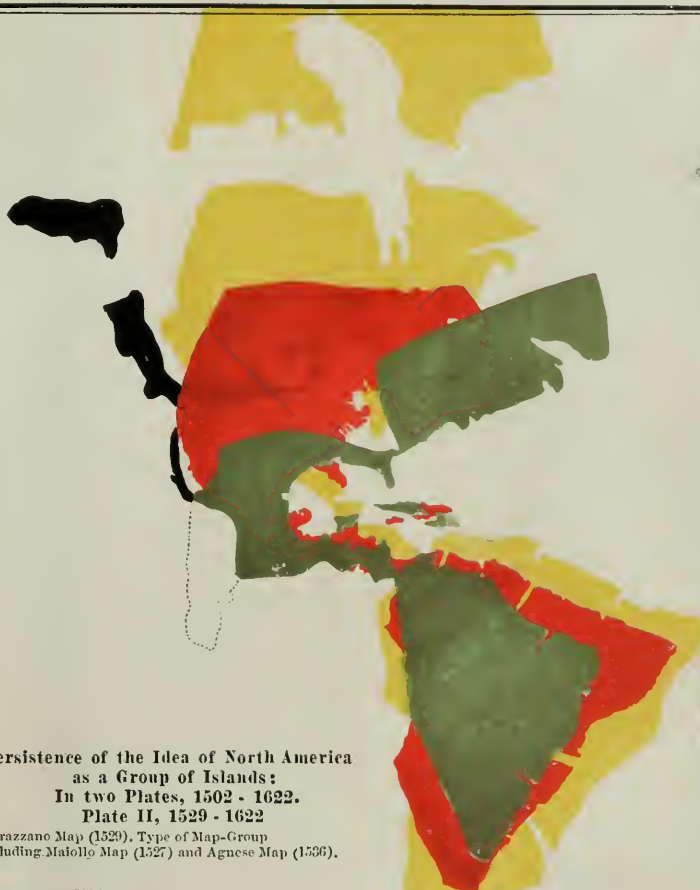 ersistence of the Idea of North America
as a Group of Islands:
In two Plates, 1502 - 1622.
Plate II, 1529 - 1622
razzano Map (1529). Type of Map-Group
luding Maiollo Map (1527) and Agnese Map (1536).